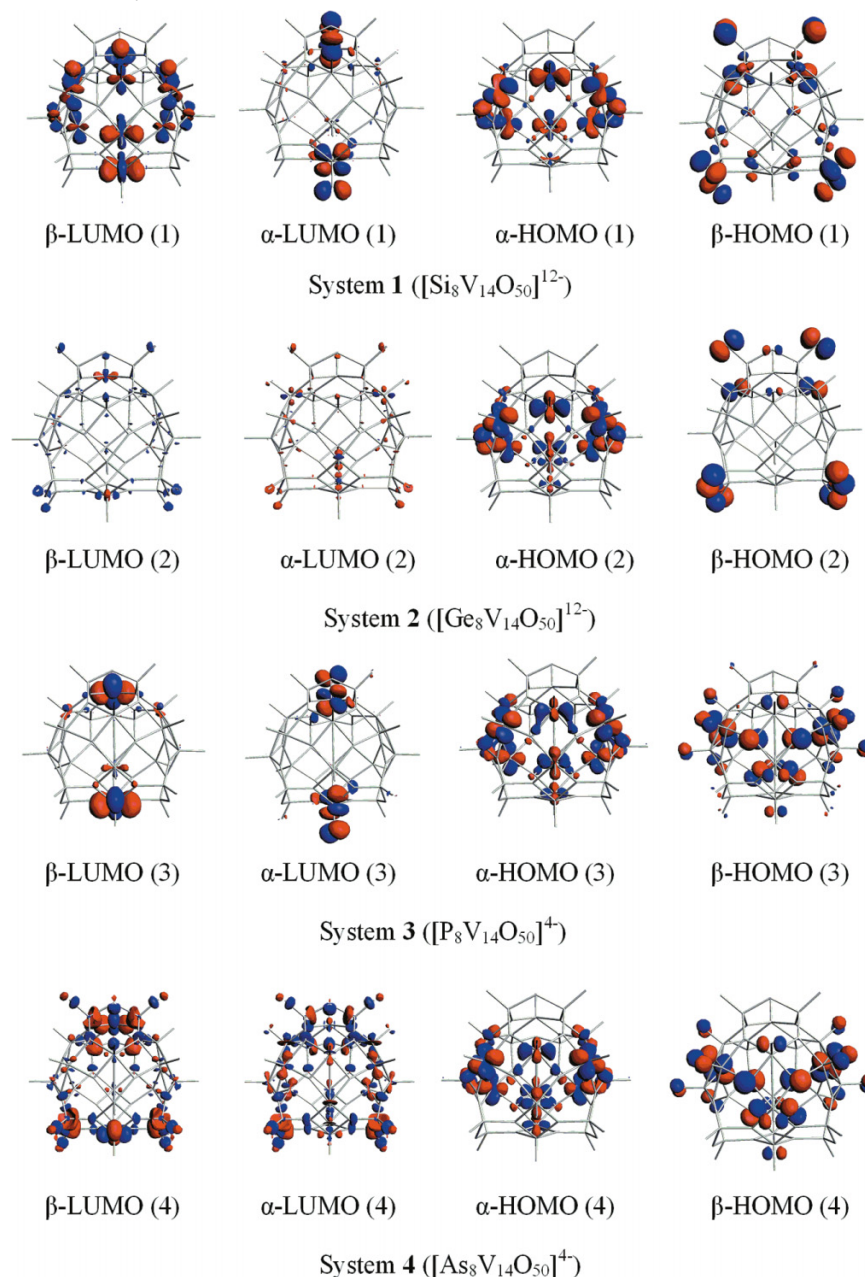 β-LUMO (1) α-LUMO (1) α-HOMO (1) β-HOMO (1)
System 1 ([Si₈V₁₄O₅₀]¹²⁻)
β-LUMO (2) α-LUMO (2) α-HOMO (2) β-HOMO (2)
System 2 ([Ge₈V₁₄O₅₀]¹²⁻)
β-LUMO (3) α-LUMO (3) α-HOMO (3) β-HOMO (3)
System 3 ([P₈V₁₄O₅₀]⁴⁻)
β-LUMO (4) α-LUMO (4) α-HOMO (4) β-HOMO (4)
System 4 ([As₈V₁₄O₅₀]⁴⁻)